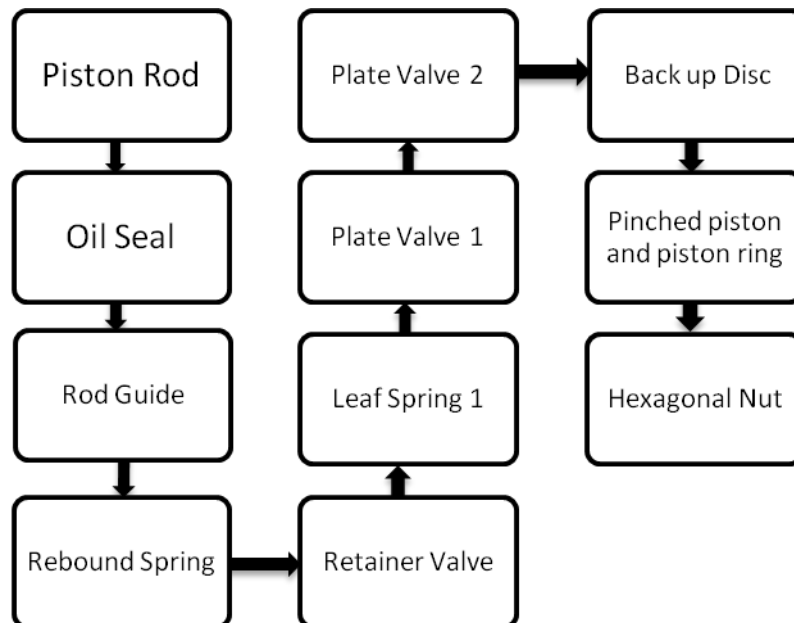 Piston Rod
Oil Seal
Rod Guide
Rebound Spring
Retainer Valve
Leaf Spring 1
Plate Valve 1
Plate Valve 2
Back up Disc
Pinched piston
and piston ring
Hexagonal Nut